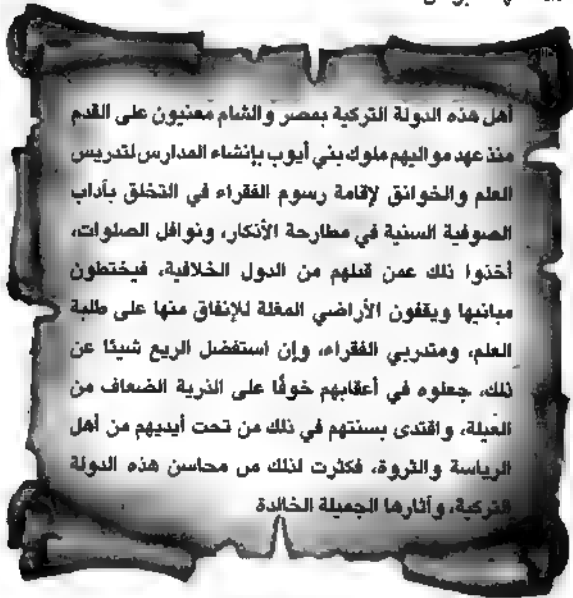 أهل هذه الدولة التركية بمصر والشام معنيون على القدم
منذ عهد مواليهم ملوك بني أيوب بإنشاء المدارس لتدريس
العلم والخوانق لإقامة رسوم الفقراء في التخلق بآداب
الصوفية السنية في مطارحة الأذكار، ونوافل الصلوات،
أخذوا ذلك عمن قبلهم من الدول الخلافية، فيختطون
مبانيها ويقفون الأراضي المغلة للإنفاق منها على طلبة
العلم، ومتدربي الفقراء، وإن استفضل الريع شيئا عن
ذلك، جعلوه في أعقابهم خوفًا على الذرية الضعاف من
العيلة، واقتدى بسنتهم في ذلك من تحت أيديهم من أهل
الرياسة والثروة، فكثرت لذلك من محاسن هذه الدولة
التركية، وآثارها الجميلة الخالدة